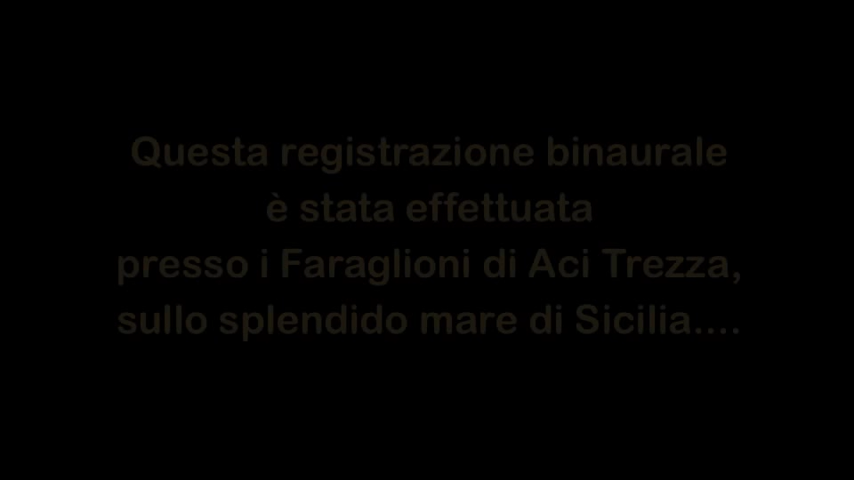 Questa registrazione binaurale
è stata effettuata
presso i Faraglioni di Aci Trezza,
sullo splendido mare di Sicilia....